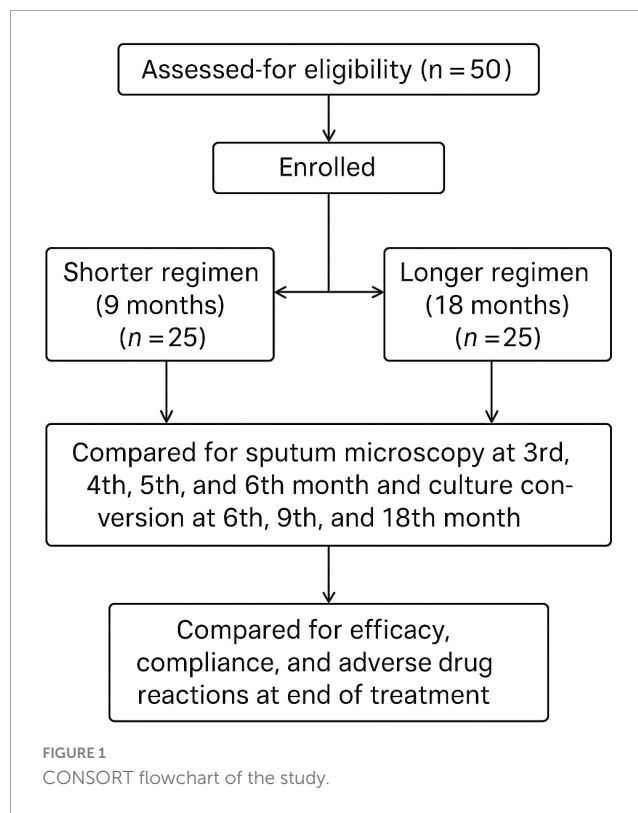 Assessed-for eligibility (n = 50)
Enrolled
Shorter regimen
(9 months)
(n = 25)
Longer regimen
(18 months)
(n = 25)
Compared for sputum microscopy at 3rd,
4th, 5th, and 6th month and culture con-
version at 6th, 9th, and 18th month
Compared for efficacy,
compliance, and adverse drug
reactions at end of treatment
FIGURE 1
CONSORT flowchart of the study.